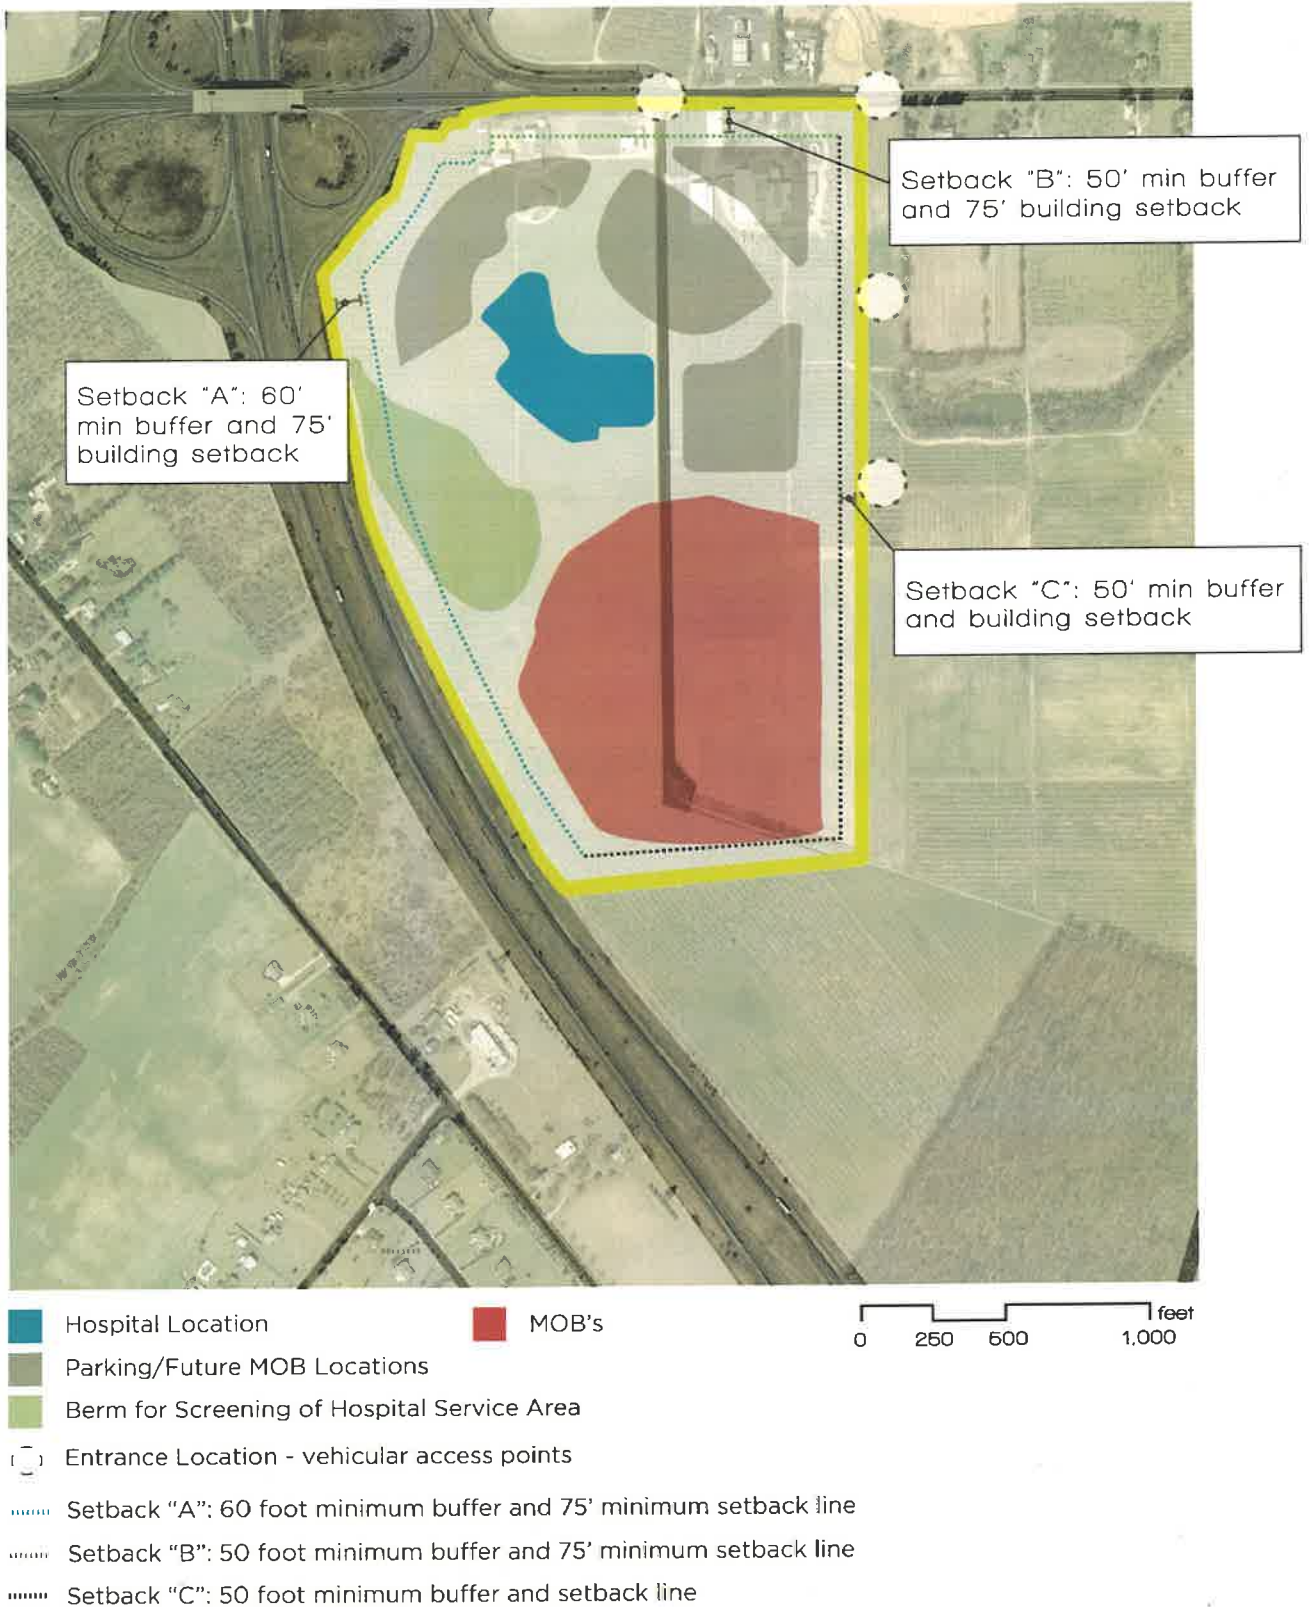 Setback "B": 50' min buffer
and 75' building setback
Setback "A": 60'
min buffer and 75'
building setback
Setback "C": 50' min buffer
and building setback
Hospital Location
MOB's
feet
0 250 500 1,000
Parking/Future MOB Locations
Berm for Screening of Hospital Service Area
Entrance Location - vehicular access points
Setback "A": 60 foot minimum buffer and 75' minimum setback line
Setback "B": 50 foot minimum buffer and 75' minimum setback line
Setback "C": 50 foot minimum buffer and setback line